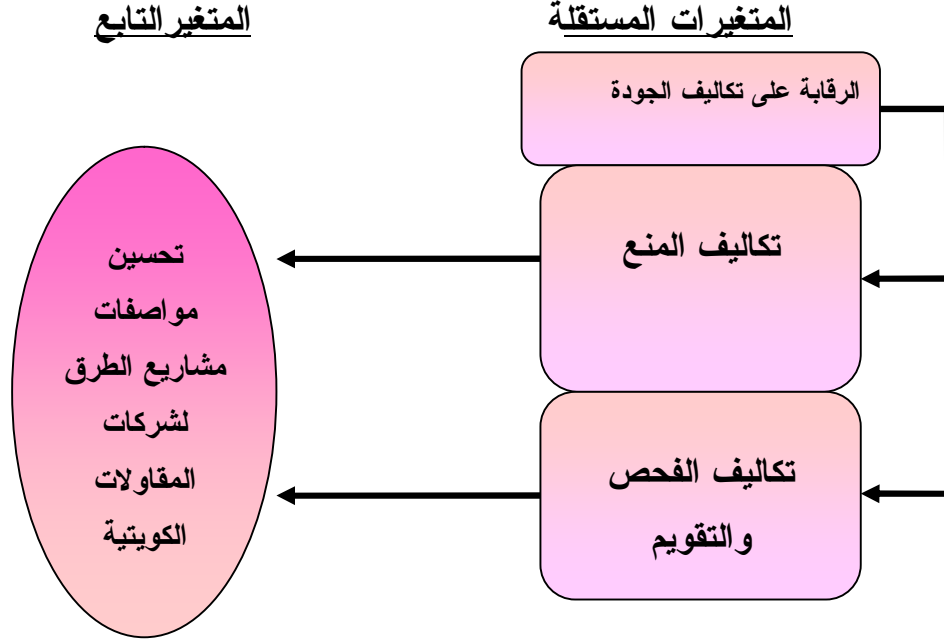 المتغيرات المستقلة
المتغير التابع
الرقابة على تكاليف الجودة
تكاليف المنع
تكاليف الفحص
والتقويم
تحسين
مواصفات
مشاريع الطرق
لشركات
المقاولات
الكويتية